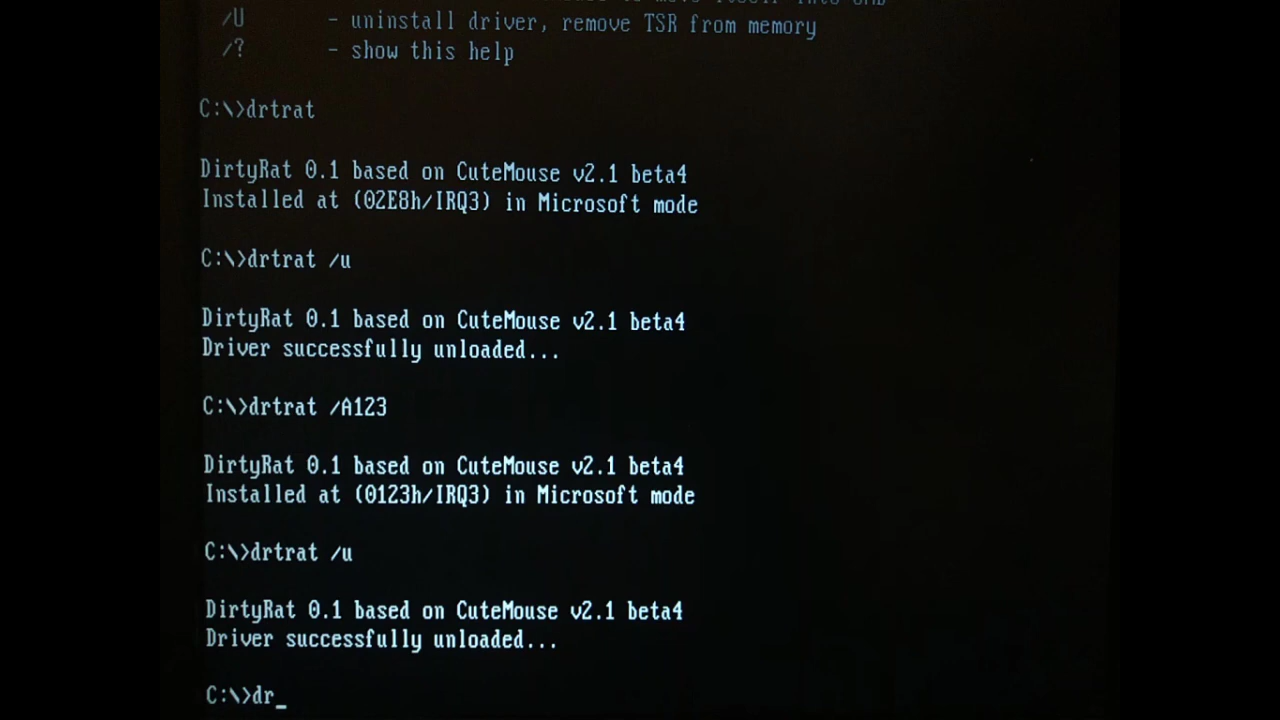 /U - uninstall driver, remove TSR from memory
/? - show this help
C:\>drtrat
DirtyRat 0.1 based on CuteMouse v2.1 beta4
Installed at (02E8h/IRQ3) in Microsoft mode
C:\>drtrat /u
DirtyRat 0.1 based on CuteMouse v2.1 beta4
Driver successfully unloaded...
C:\>drtrat /A123
DirtyRat 0.1 based on CuteMouse v2.1 beta4
Installed at (0123h/IRQ3) in Microsoft mode
C:\>drtrat /u
DirtyRat 0.1 based on CuteMouse v2.1 beta4
Driver successfully unloaded...
C:\>dr_